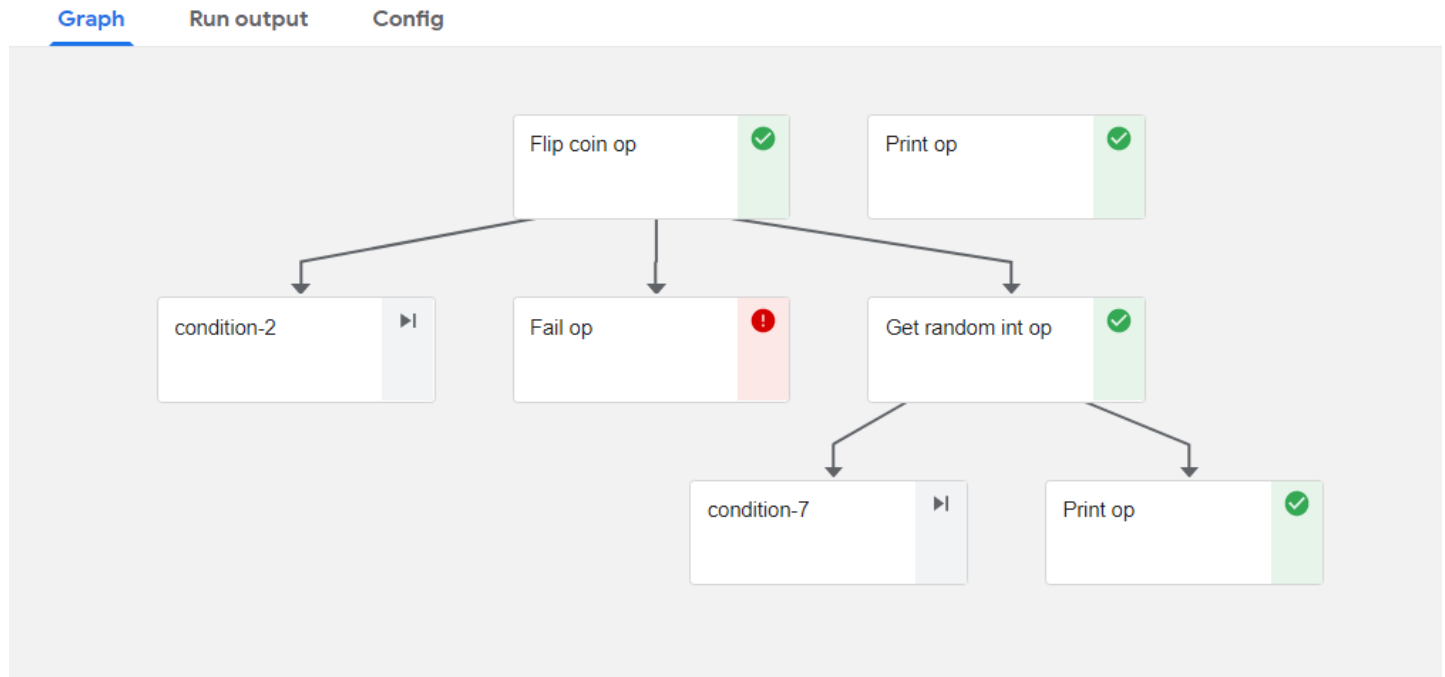 Graph Run output Config
Flip coin op
Print op
condition-2
Fail op
Get random int op
condition-7
Print op